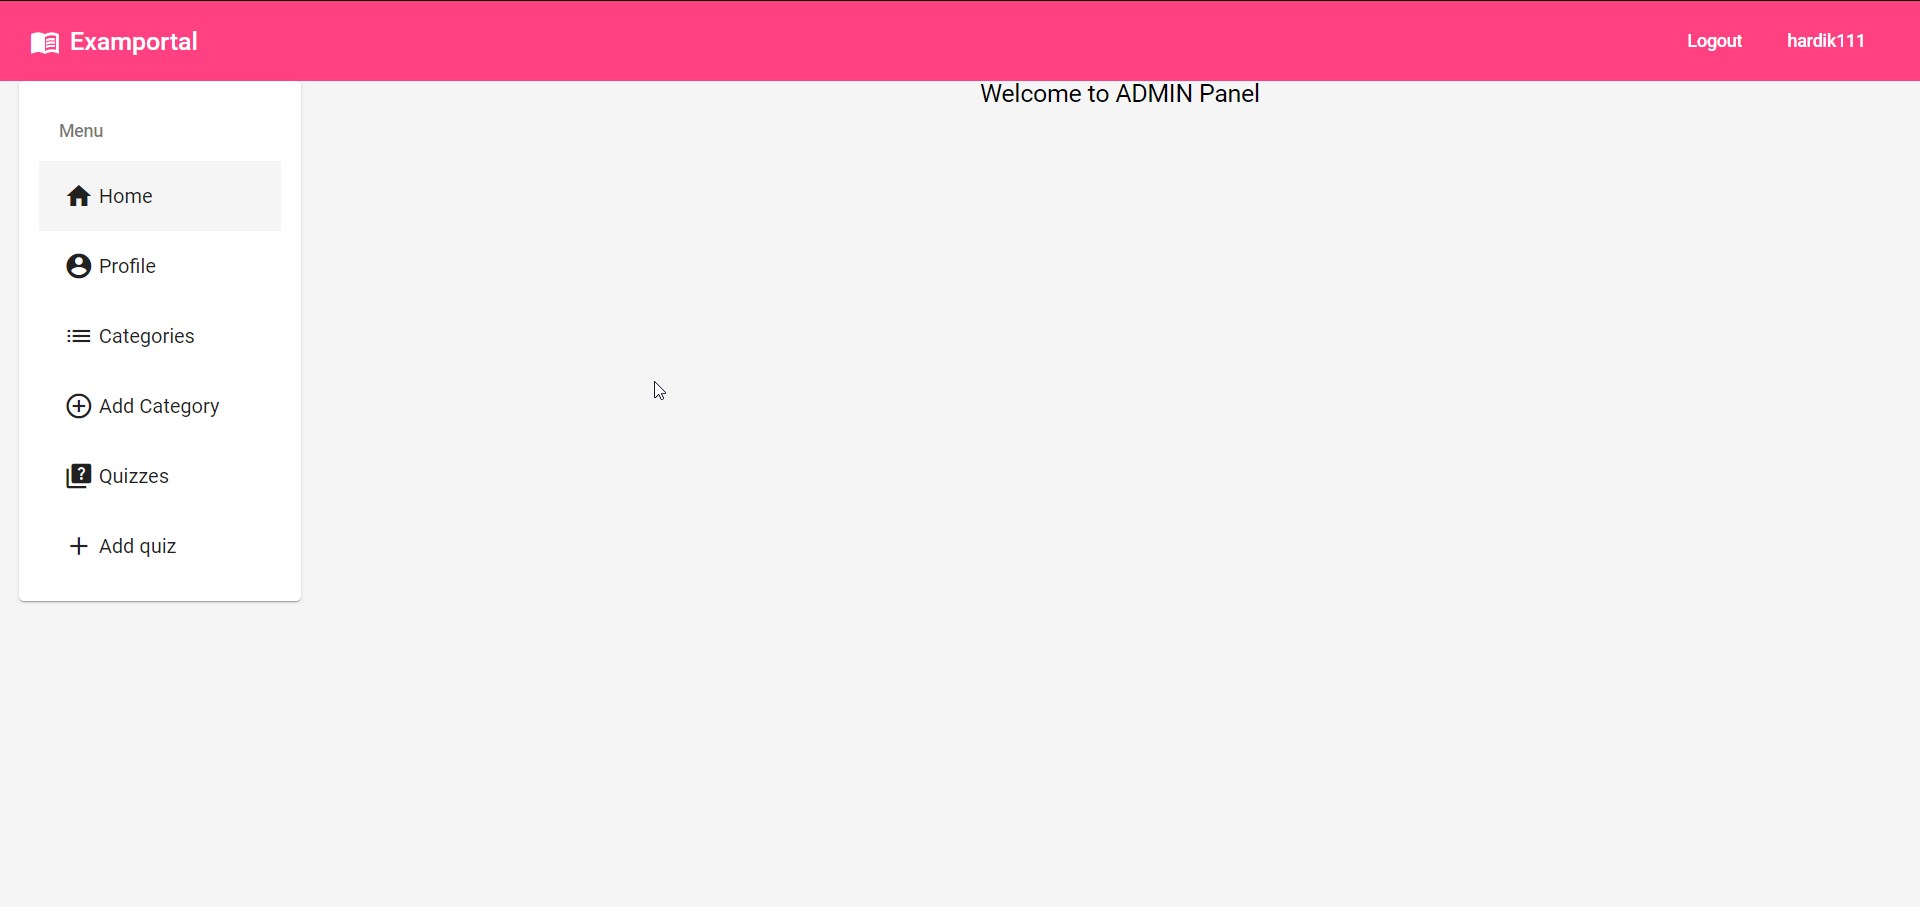 Examportal
Logout
hardik111
Welcome to ADMIN Panel
Menu
Home
Profile
Categories
Add Category
Quizzes
Add quiz